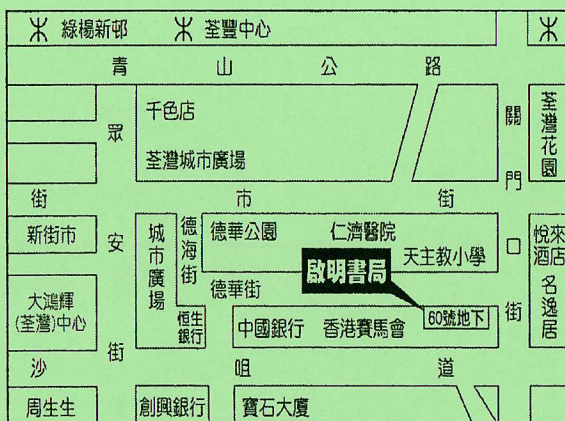 綠楊新邨
荃豐中心
青山公路
千色店
荃灣城市廣場
眾安街
關門口街
荃灣花園
街市街
新街市
城市廣場
德海街
德華公園
仁濟醫院
天主教小學
悅來酒店
名逸居
啟明書局
德華街
大鴻輝
(荃灣)中心
恒生
銀行
中國銀行
香港賽馬會
60號地下
沙咀道
周生生
創興銀行
寶石大廈